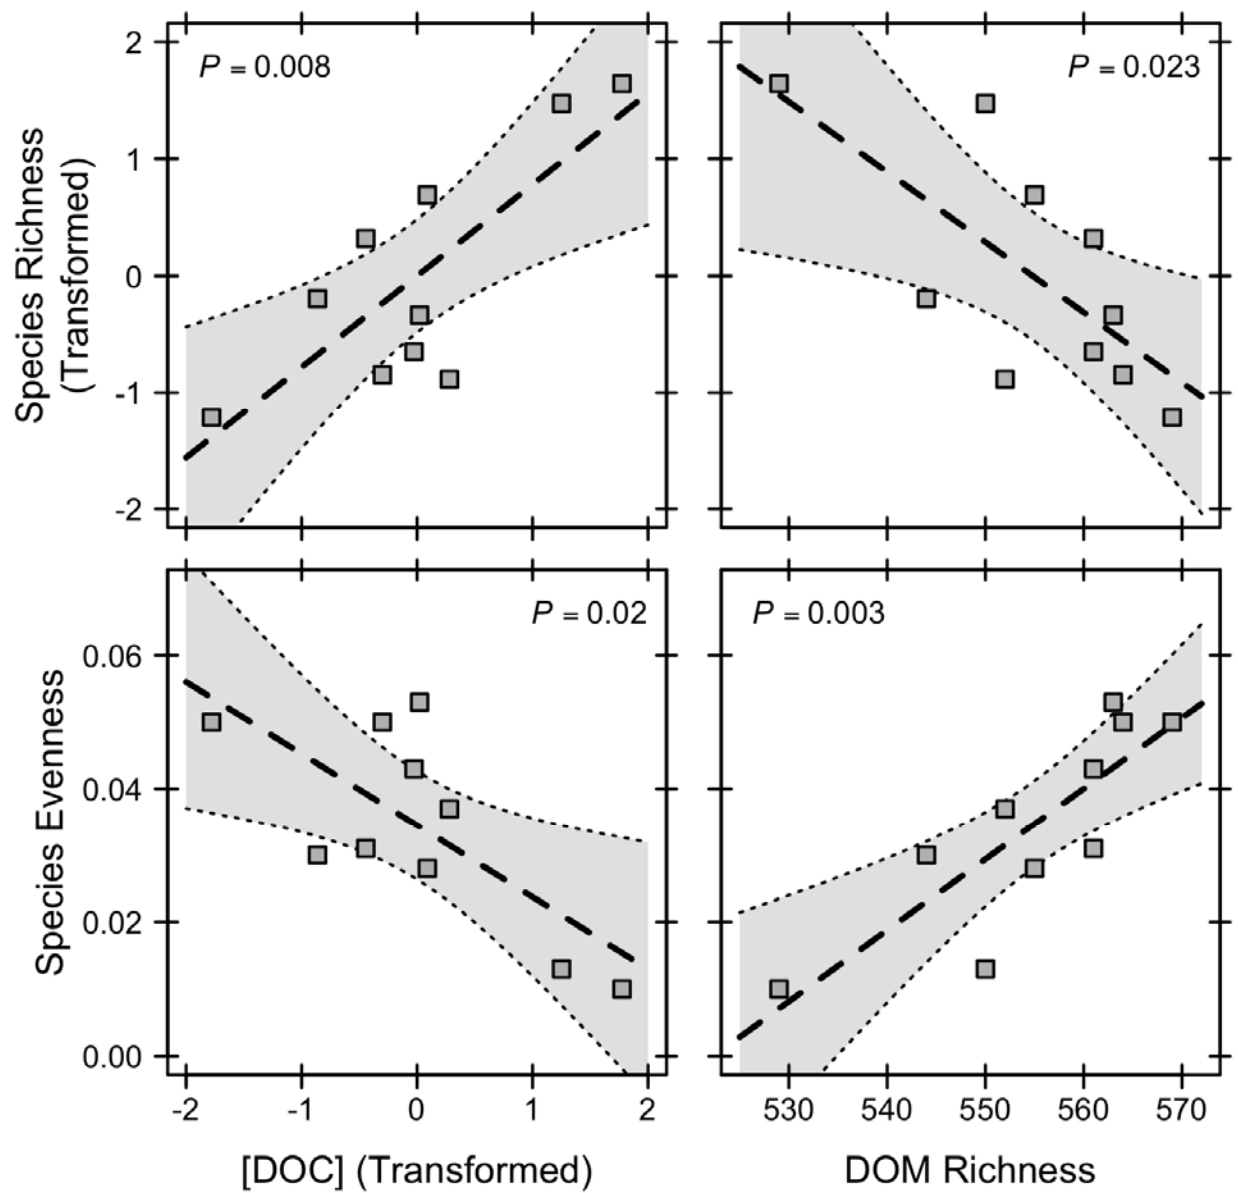 Species Richness
(Transformed)
2
1
0
-1
-2
P = 0.008
P = 0.023
Species Evenness
0.06
0.04
0.02
0.00
P = 0.02
P = 0.003
-2 -1 0 1 2
530 540 550 560 570
[DOC] (Transformed)
DOM Richness